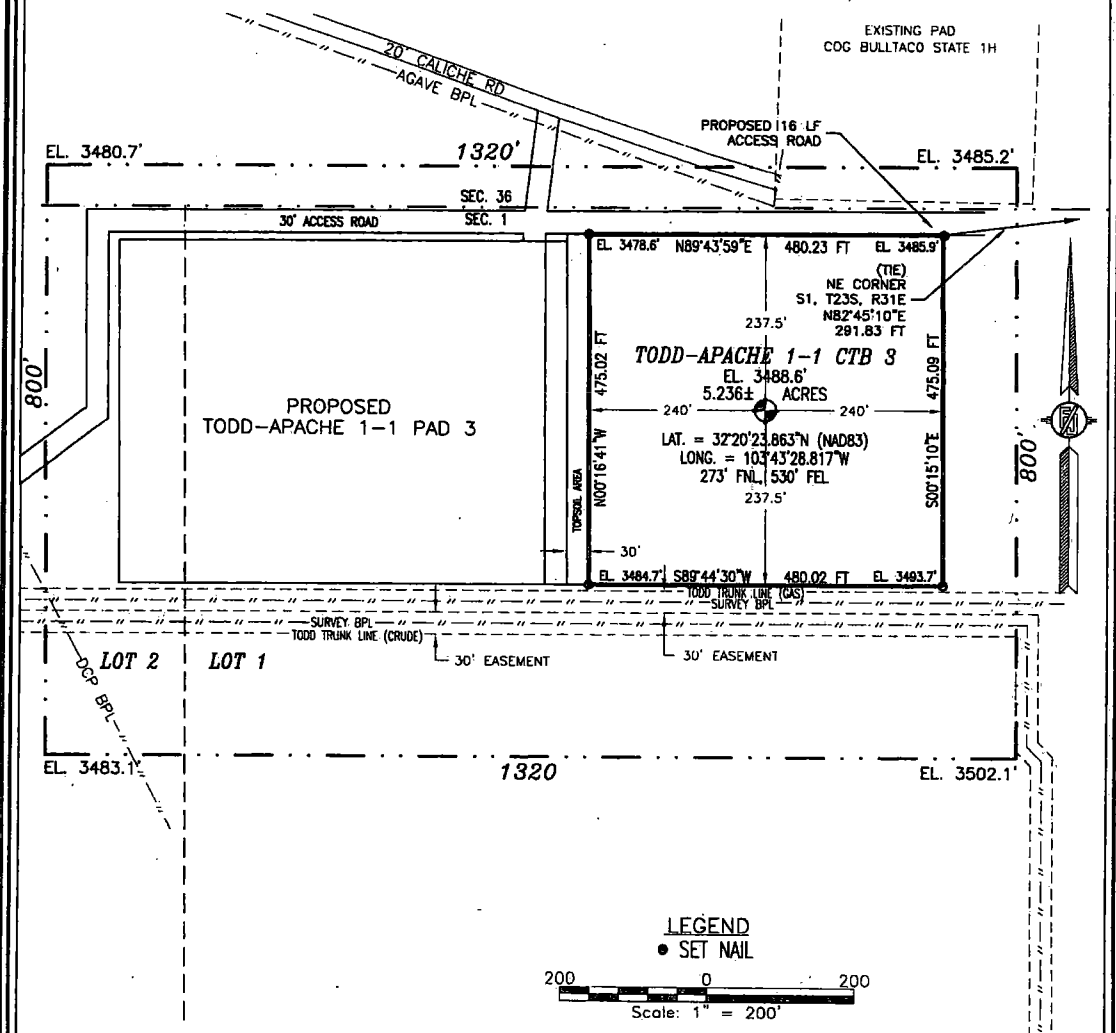 EXISTING PAD
COG BULLTACO STATE 1H
20' CALICHE RD
AGAVE BPL
PROPOSED 16 LF
ACCESS ROAD
EL. 3480.7'
1320'
EL. 3485.2'
SEC. 36
SEC. 1
30' ACCESS ROAD
EL. 3478.6' N89°43'59"E 480.23 FT EL 3485.9'
(TIE)
NE CORNER
S1, T23S, R31E
N82°45'10"E
291.83 FT
237.5'
TODD-APACHE 1-1 CTB 3
EL. 3488.6'
5.236± ACRES
240' 240'
LAT. = 32°20'23.863"N (NAD83)
LONG. = 103°43'28.817"W
273' FNL, 530' FEL
237.5'
475.02 FT
N00°16'41"W
475.09 FT
S00°15'10"E
800'
800'
PROPOSED
TODD-APACHE 1-1 PAD 3
TOPSOIL AREA
30'
EL. 3484.7' S89°44'30"W 480.02 FT EL 3493.7'
TODD TRUNK LINE (GAS)
SURVEY BPL
SURVEY BPL
TODD TRUNK LINE (CRUDE)
30' EASEMENT
30' EASEMENT
LOT 2 LOT 1
DCP BPL
EL. 3483.1'
1320
EL. 3502.1'
LEGEND
SET NAIL
200 0 200
Scale: 1" = 200'